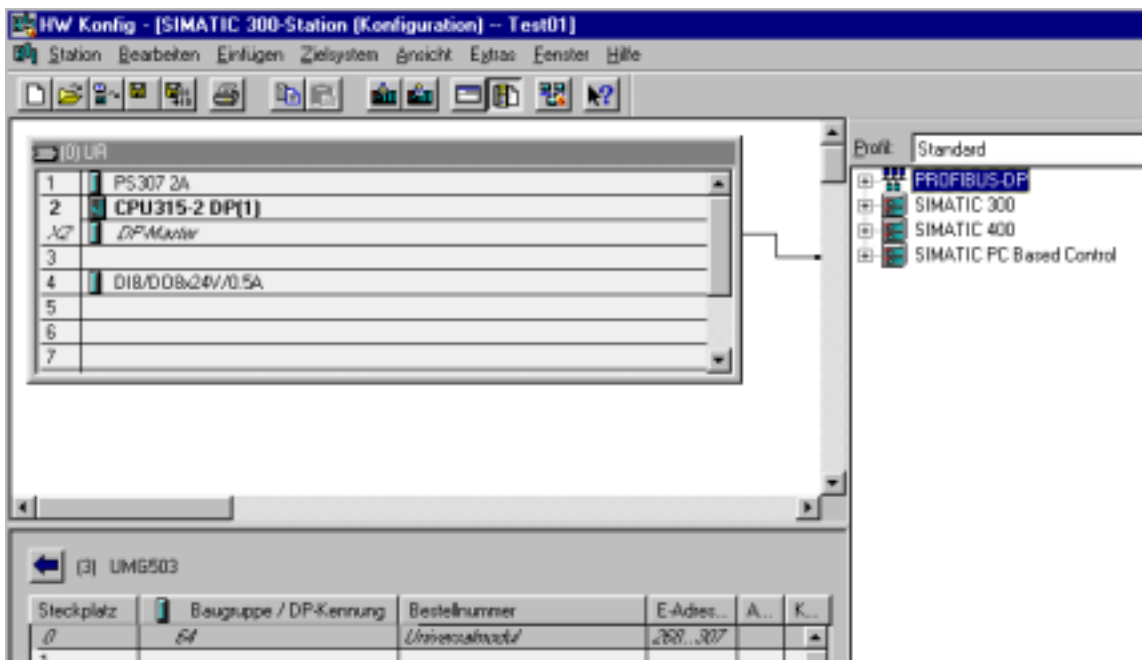 HW Konfig - [SIMATIC 300-Station (Konfiguration) -- Test01]
Station Bearbeiten Einfügen Zielsystem Ansicht Extras Fenster Hilfe
(0) UR
1 PS307 2A
2 CPU315-2 DP(1)
X2 DP-Master
3
4 DI8/DO8x24V/0.5A
5
6
7
Profil: Standard
PROFIBUS-DP
SIMATIC 300
SIMATIC 400
SIMATIC PC Based Control
(3) UMG503
Steckplatz Baugruppe / DP-Kennung Bestellnummer E-Adres... A... K...
0 64 Universalmodul 268...307
1